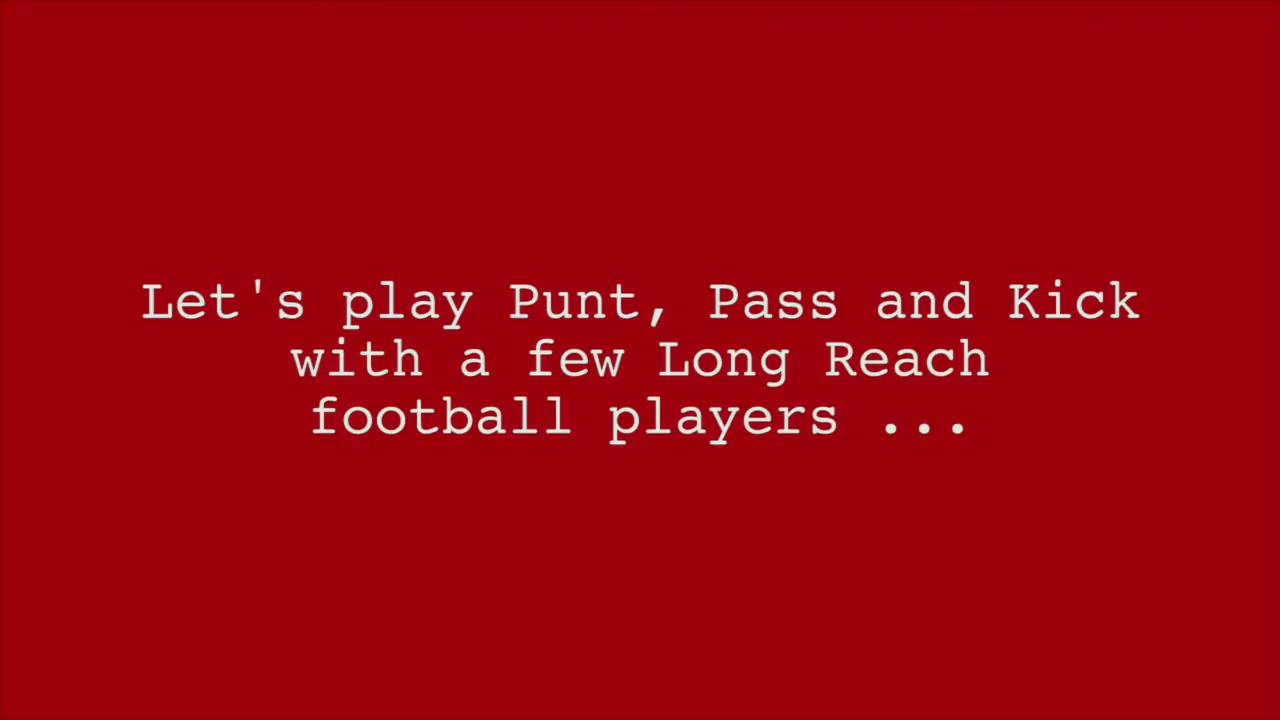 Let's play Punt, Pass and Kick
with a few Long Reach
football players ...